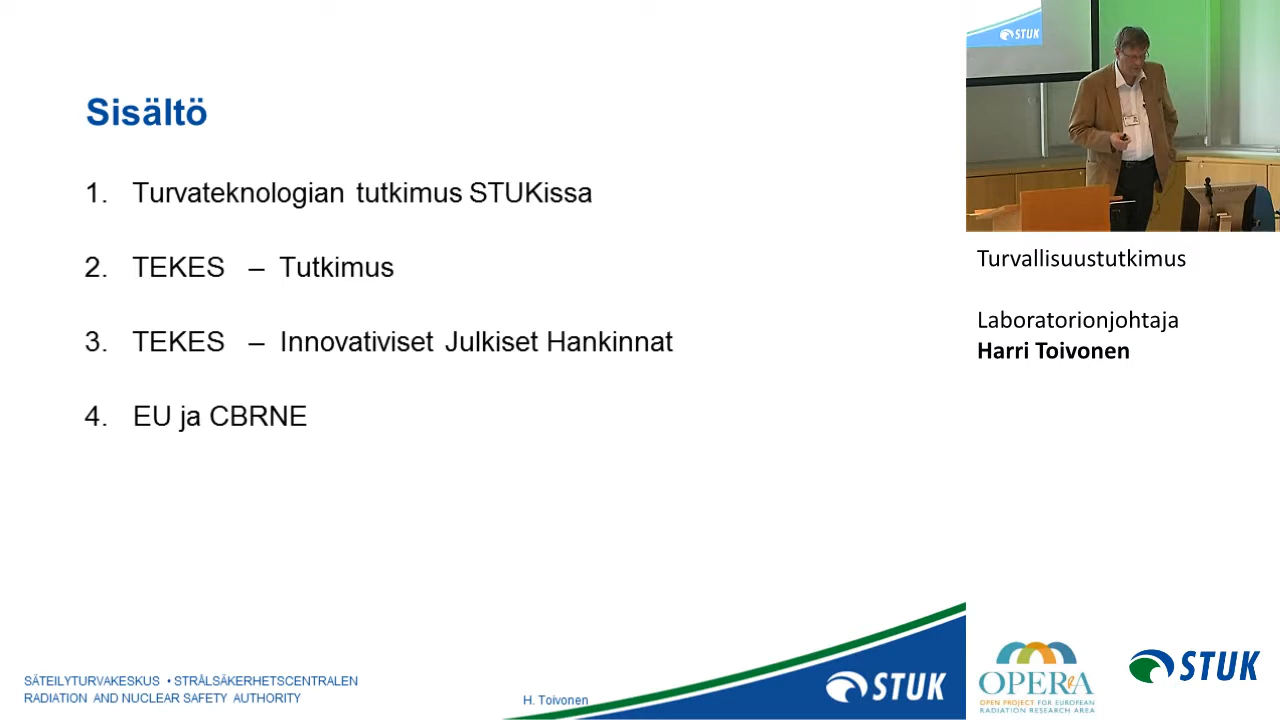 Sisältö
1. Turvateknologian tutkimus STUKissa
2. TEKES – Tutkimus
3. TEKES – Innovativiset Julkiset Hankinnat
4. EU ja CBRNE
SÄTEILYTURVAKESKUS • STRÅLSÄKERHETSCENTRALEN
RADIATION AND NUCLEAR SAFETY AUTHORITY
H. Toivonen
STUK
STUK
Turvallisuustutkimus
Laboratorionjohtaja
Harri Toivonen
OPERA
OPEN PROJECT FOR EUROPEAN
RADIATION RESEARCH AREA
STUK